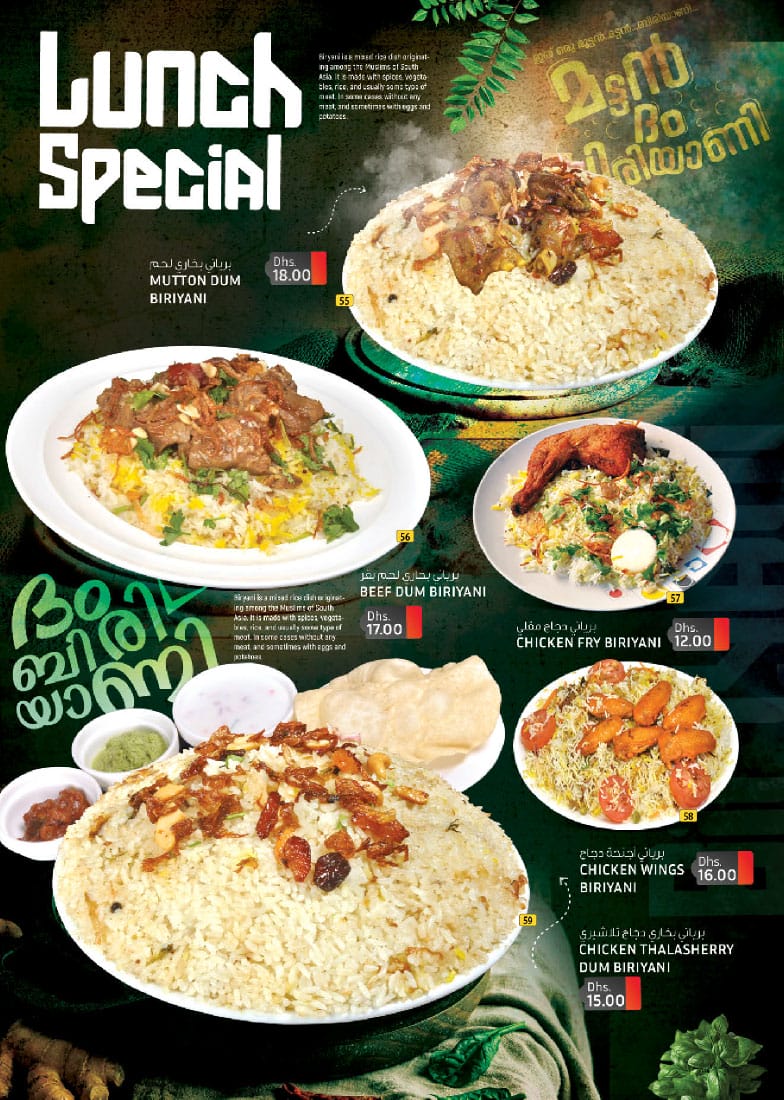 Lunch
Special
Biryani is a mixed rice dish originat-
ing among the Muslims of South
Asia. It is made with spices, vegeta-
bles, rice, and usually some type of
meat. In some cases without any
meat, and sometimes with eggs and
potatoes.
മട്ടൻ
ദം
ബിരിയാണി
برياني بخاري لحم
MUTTON DUM
BIRIYANI
Dhs.
18.00
55
56
برياني بخاري لحم بقر
BEEF DUM BIRIYANI
Dhs.
17.00
57
برياني دجاج مقلي
CHICKEN FRY BIRIYANI
Dhs.
12.00
ദം
ബിരി
യാണി
Biryani is a mixed rice dish originat-
ing among the Muslims of South
Asia. It is made with spices, vegeta-
bles, rice, and usually some type of
meat. In some cases without any
meat, and sometimes with eggs and
potatoes.
58
برياني أجنحة دجاج
CHICKEN WINGS
BIRIYANI
Dhs.
16.00
59
برياني بخاري دجاج تلاشيري
CHICKEN THALASHERRY
DUM BIRIYANI
Dhs.
15.00